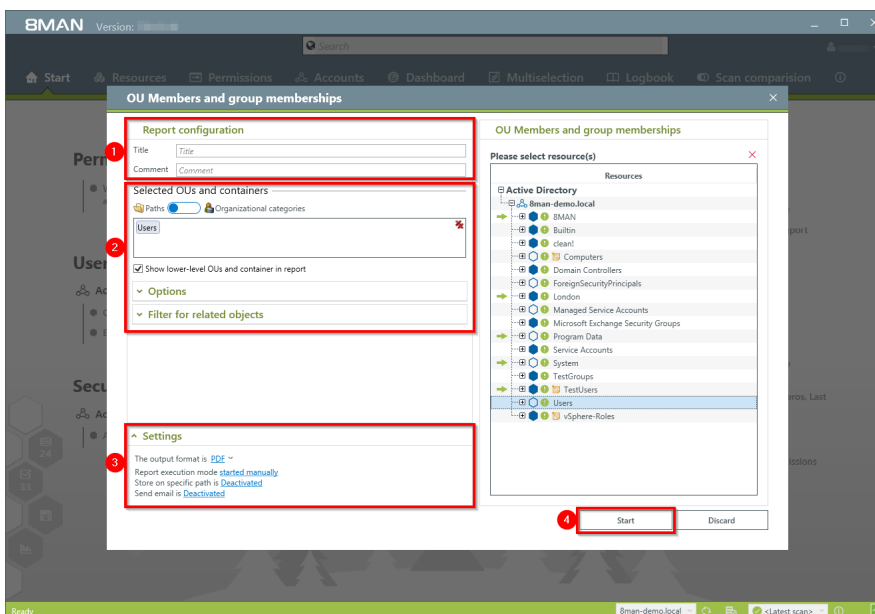 8MAN Version:
Search
Start Resources Permissions Accounts Dashboard Multiselection Logbook Scan comparision
OU Members and group memberships
1
Report configuration
Title Title
Comment Comment
2
Selected OUs and containers
Paths Organizational categories
Users
Show lower-level OUs and container in report
Options
Filter for related objects
3
Settings
The output format is PDF
Report execution mode started manually
Store on specific path is Deactivated
Send email is Deactivated
OU Members and group memberships
Please select resource(s)
Resources
Active Directory
8man-demo.local
8MAN
Builtin
clean!
Computers
Domain Controllers
ForeignSecurityPrincipals
London
Managed Service Accounts
Microsoft Exchange Security Groups
Program Data
Service Accounts
System
TestGroups
TestUsers
Users
vSphere-Roles
4
Start Discard
24
31
Ready
8man-demo.local <Latest scan>